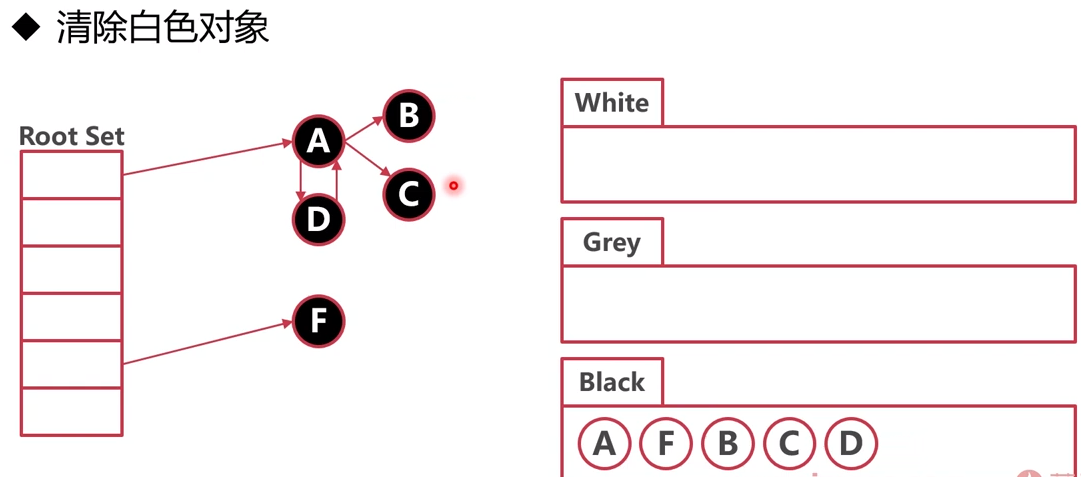 ◆ 清除白色对象
Root Set
A
B
C
D
F
White
Grey
Black
A F B C D